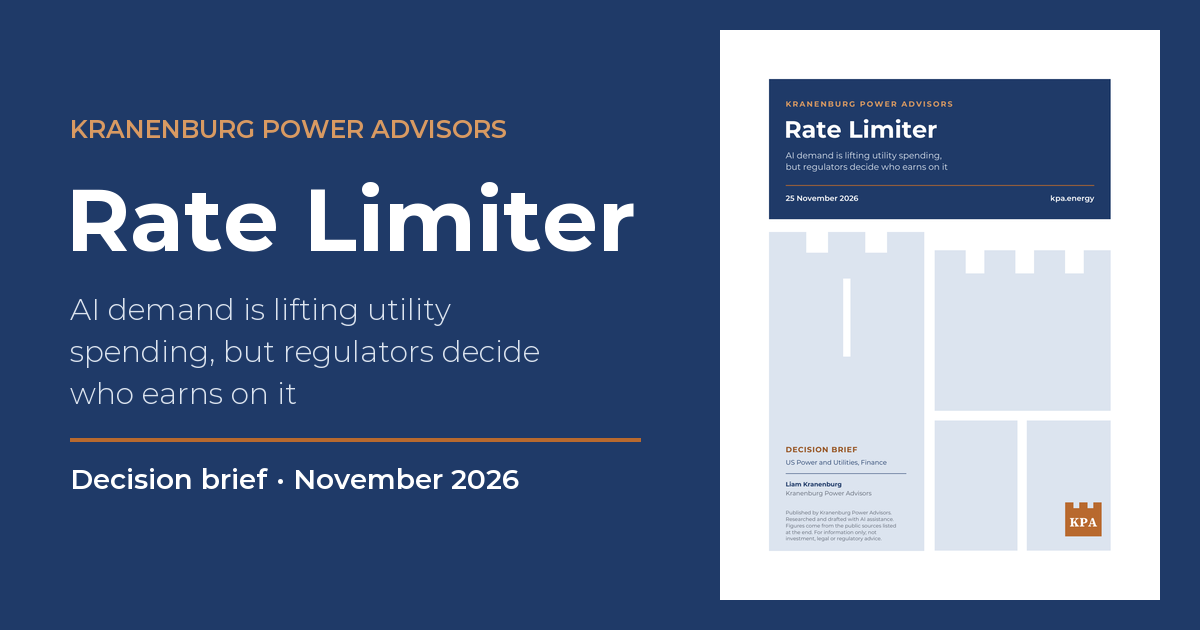 KRANENBURG POWER ADVISORS
Rate Limiter
AI demand is lifting utility
spending, but regulators decide
who earns on it
Decision brief · November 2026
KRANENBURG POWER ADVISORS
Rate Limiter
AI demand is lifting utility spending,
but regulators decide who earns on it
25 November 2026
kpa.energy
DECISION BRIEF
US Power and Utilities, Finance
Liam Kranenburg
Kranenburg Power Advisors
Published by Kranenburg Power Advisors.
Researched and drafted with AI assistance.
Figures come from the public sources listed
at the end. For information only; not
investment, legal or regulatory advice.
KPA